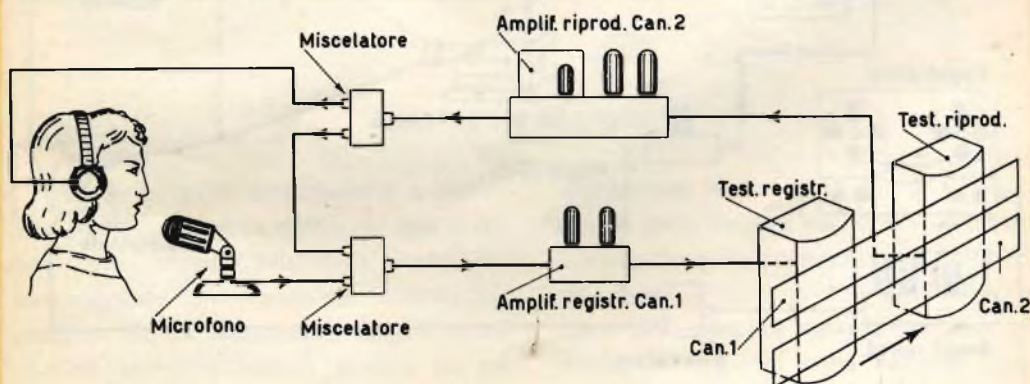 Amplif. riprod. Can.2
Miscelatore
Test. riprod.
Test. registr.
Microfono
Miscelatore
Amplif. registr. Can.1
Can.1
Can.2